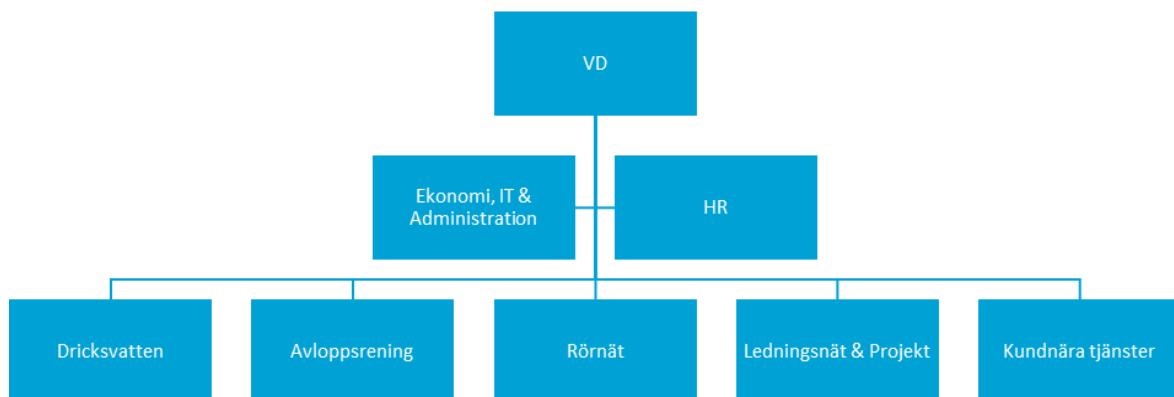 VD
Ekonomi, IT &
Administration
HR
Dricksvatten
Avloppsrening
Rörnät
Ledningsnät & Projekt
Kundnära tjänster